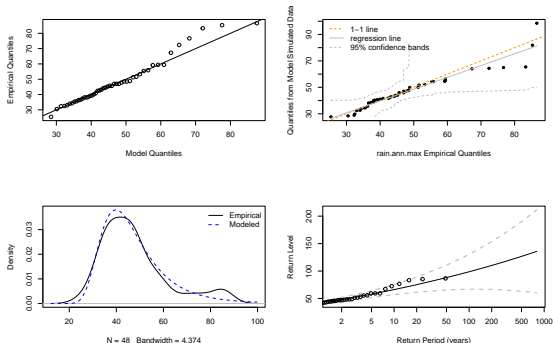 Empirical Quantiles
30 40 50 60 70 80
30 40 50 60 70 80
Model Quantiles
Quantiles from Model Simulated Data
30 50 70 90
1−1 line
regression line
95% confidence bands
30 40 50 60 70 80
rain.ann.max Empirical Quantiles
Density
0.00 0.01 0.02 0.03
Empirical
Modeled
20 40 60 80 100
N = 48 Bandwidth = 4.374
Return Level
50 100 150 200
2 5 10 20 50 100 200 500 1000
Return Period (years)